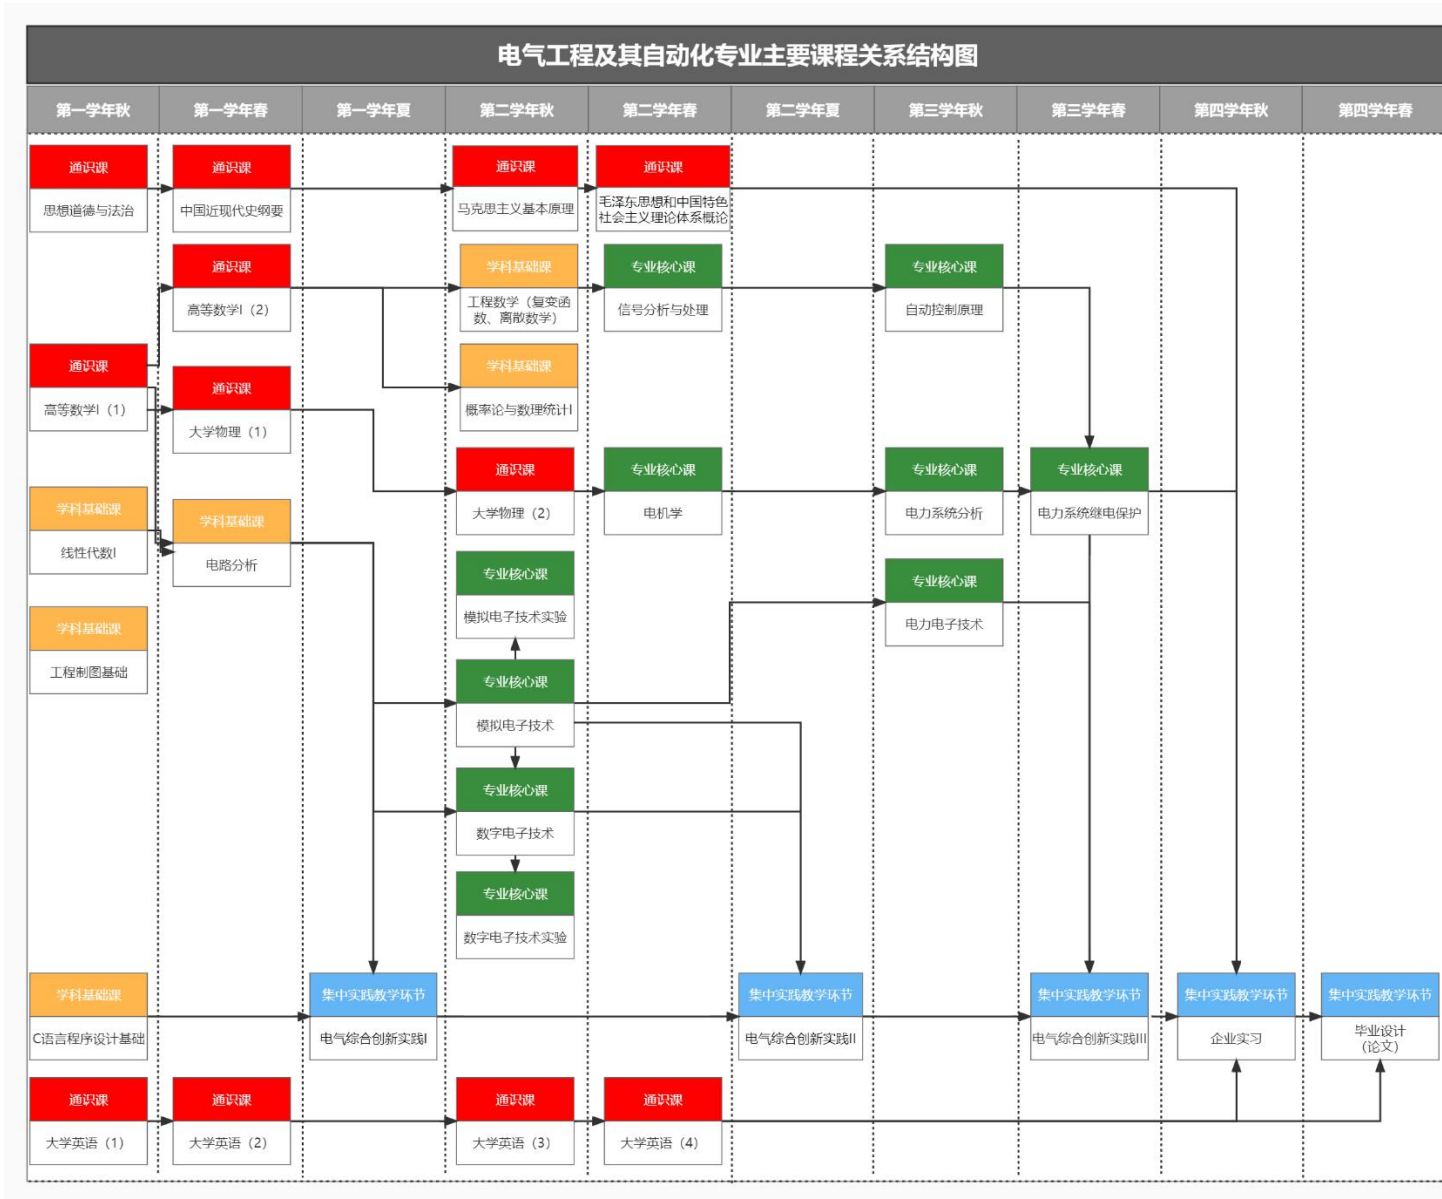 电气工程及其自动化专业主要课程关系结构图
第一学年秋
第一学年春
第一学年夏
第二学年秋
第二学年春
第二学年夏
第三学年秋
第三学年春
第四学年秋
第四学年春
通识课
思想道德与法治
通识课
中国近现代史纲要
通识课
马克思主义基本原理
通识课
毛泽东思想和中国特色
社会主义理论体系概论
通识课
高等数学I（2）
学科基础课
工程数学（复变函
数、离散数学）
专业核心课
信号分析与处理
专业核心课
自动控制原理
通识课
高等数学I（1）
通识课
大学物理（1）
学科基础课
概率论与数理统计I
通识课
大学物理（2）
专业核心课
电机学
专业核心课
电力系统分析
专业核心课
电力系统继电保护
学科基础课
线性代数I
学科基础课
电路分析
专业核心课
模拟电子技术实验
专业核心课
电力电子技术
学科基础课
工程制图基础
专业核心课
模拟电子技术
专业核心课
数字电子技术
专业核心课
数字电子技术实验
学科基础课
C语言程序设计基础
集中实践教学环节
电气综合创新实践I
集中实践教学环节
电气综合创新实践II
集中实践教学环节
电气综合创新实践III
集中实践教学环节
企业实习
集中实践教学环节
毕业设计
（论文）
通识课
大学英语（1）
通识课
大学英语（2）
通识课
大学英语（3）
通识课
大学英语（4）